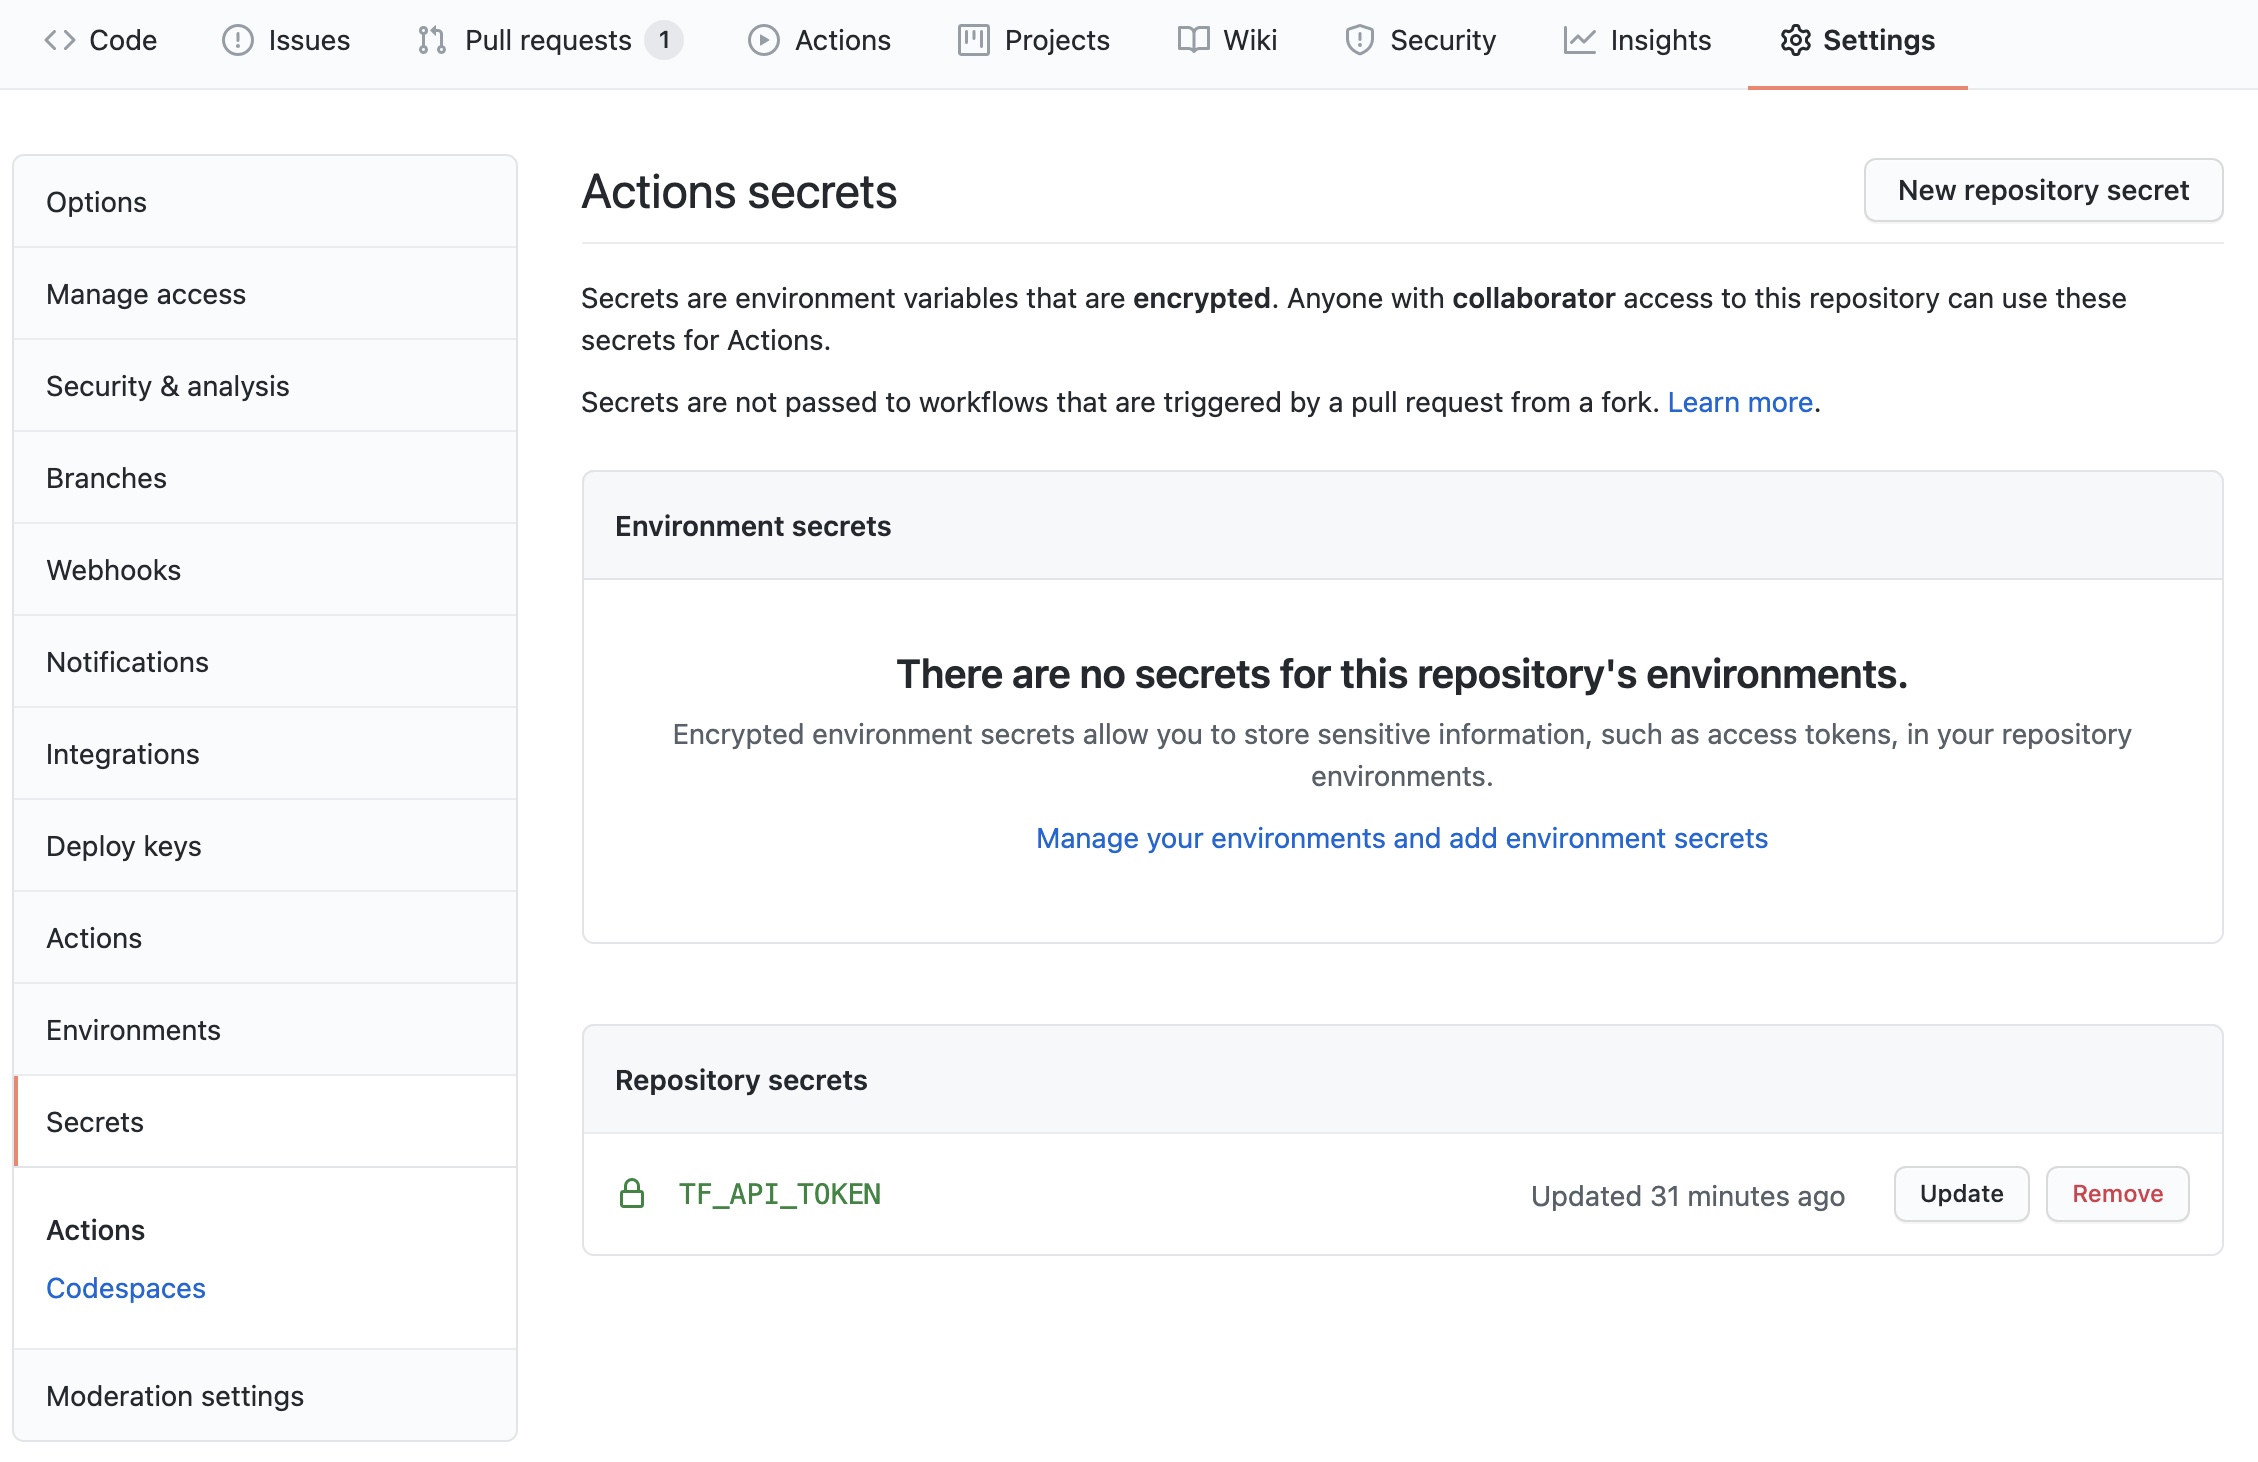 Code Issues Pull requests 1 Actions Projects Wiki Security Insights Settings
Options
Manage access
Security & analysis
Branches
Webhooks
Notifications
Integrations
Deploy keys
Actions
Environments
Secrets
Actions
Codespaces
Moderation settings
Actions secrets
New repository secret
Secrets are environment variables that are encrypted. Anyone with collaborator access to this repository can use these
secrets for Actions.
Secrets are not passed to workflows that are triggered by a pull request from a fork. Learn more.
Environment secrets
There are no secrets for this repository's environments.
Encrypted environment secrets allow you to store sensitive information, such as access tokens, in your repository
environments.
Manage your environments and add environment secrets
Repository secrets
TF_API_TOKEN Updated 31 minutes ago Update Remove